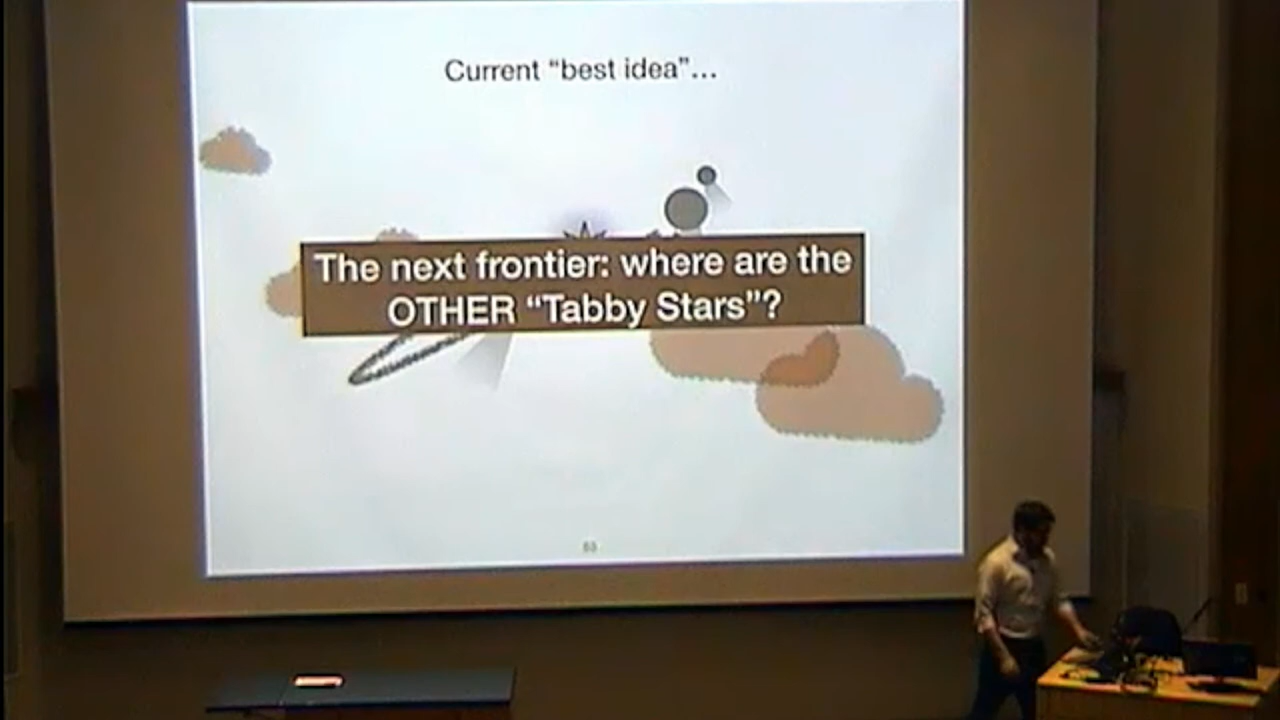 Current “best idea”...
The next frontier: where are the
OTHER “Tabby Stars”?